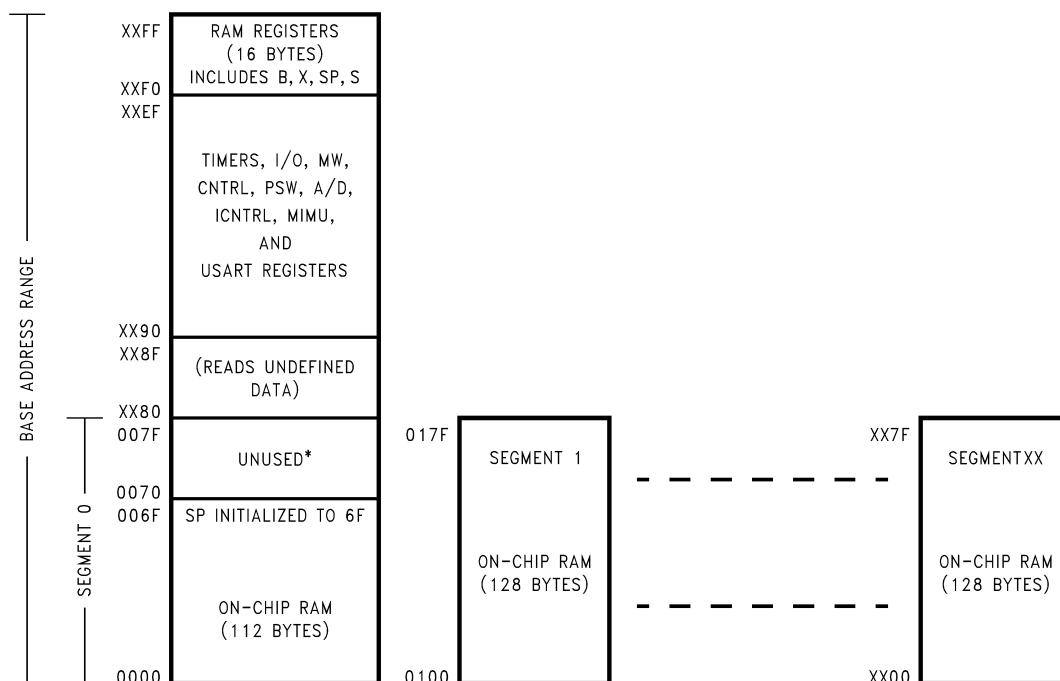 XXFF
RAM REGISTERS
(16 BYTES)
INCLUDES B, X, SP, S
XXF0
XXEF
TIMERS, I/O, MW,
CNTRL, PSW, A/D,
ICNTRL, MIMU,
AND
USART REGISTERS
XX90
XX8F
(READS UNDEFINED
DATA)
XX80
007F
UNUSED*
0070
006F
SP INITIALIZED TO 6F
ON-CHIP RAM
(112 BYTES)
0000
BASE ADDRESS RANGE
SEGMENT 0
017F
SEGMENT 1
ON-CHIP RAM
(128 BYTES)
0100
XX7F
SEGMENTXX
ON-CHIP RAM
(128 BYTES)
XX00